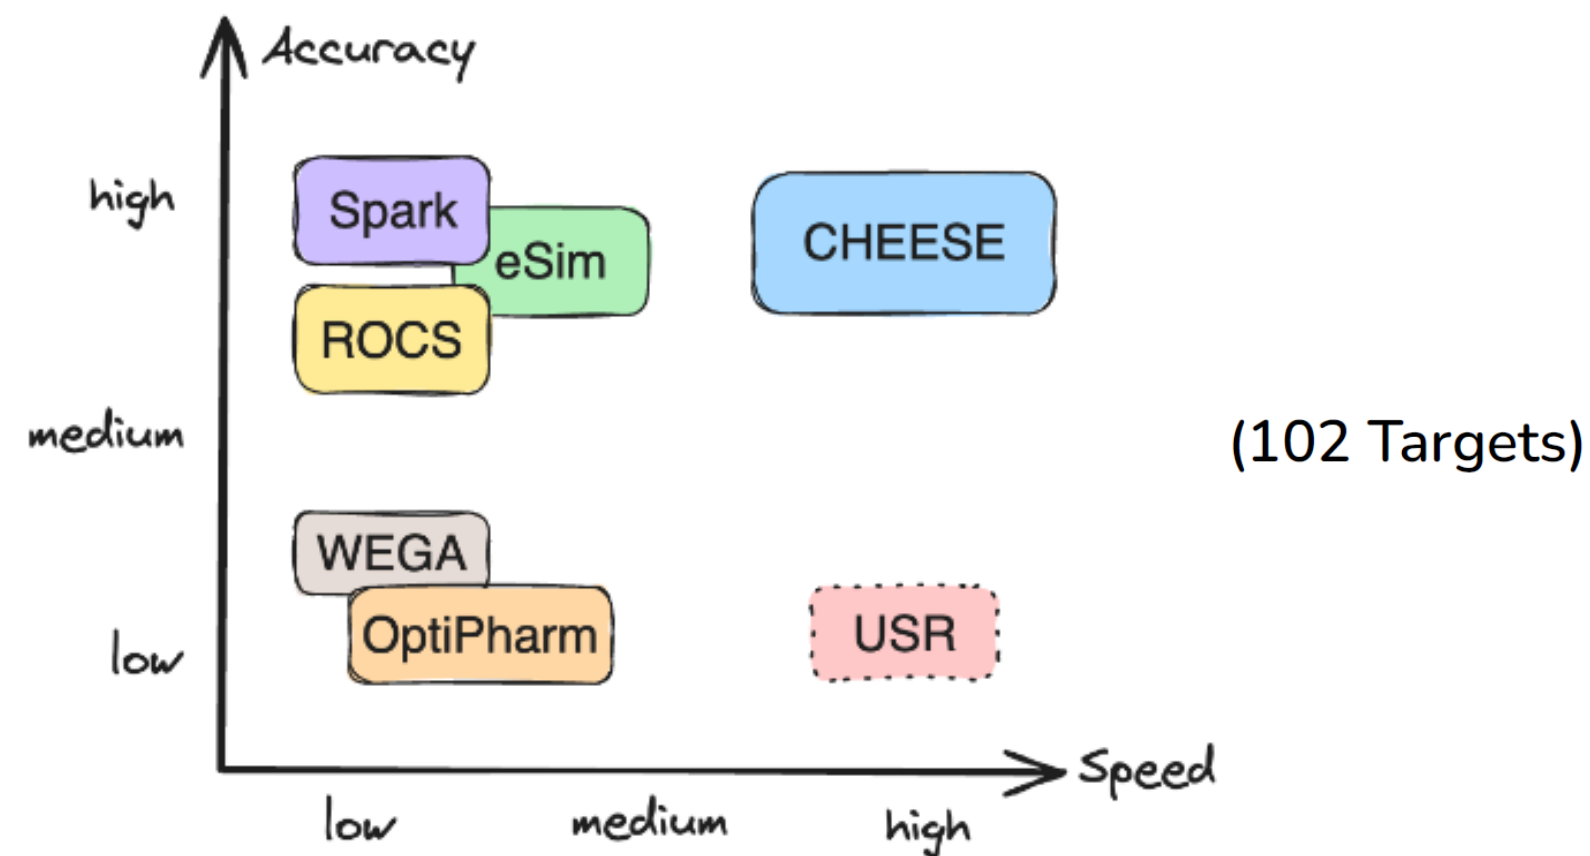 Accuracy
high
Spark
eSim
CHEESE
ROCS
medium
(102 Targets)
WEGA
OptiPharm
USR
low
Speed
low
medium
high